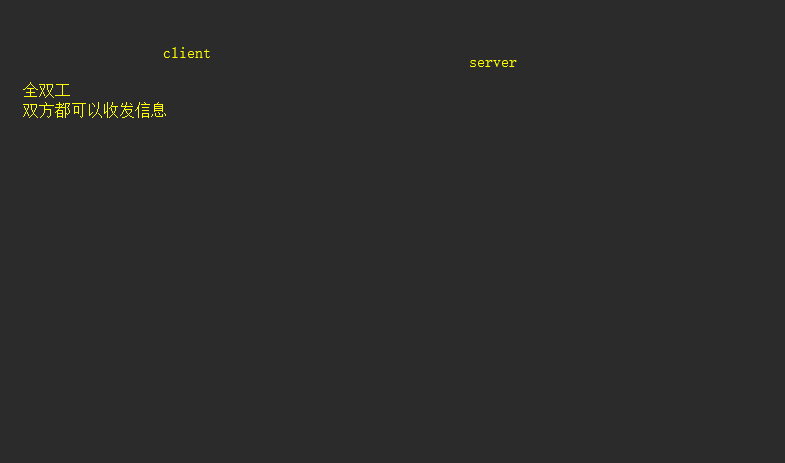 client
server
全双工
双方都可以收发信息